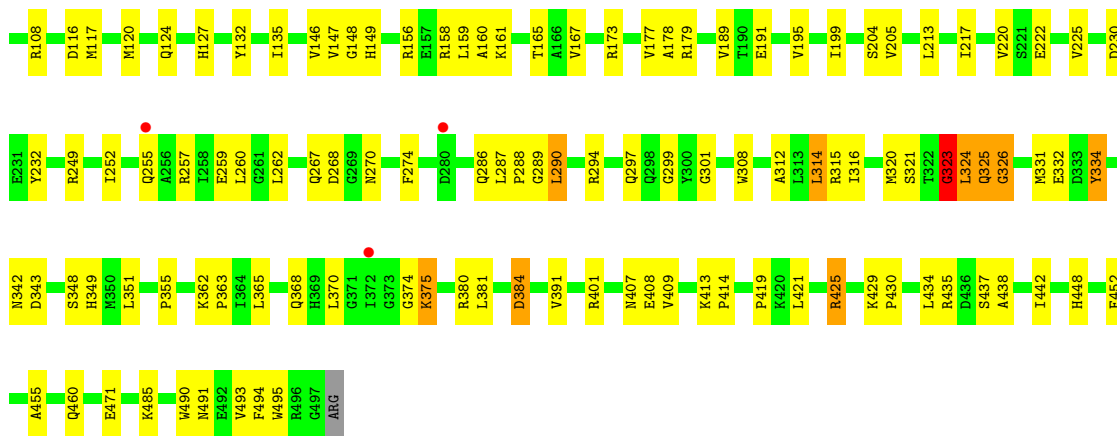 R108 D116 M117 M120 Q124 H127 Y132 I135 V146 V147 G148 H149 R156 E157 R158 L159 A160 K161 T165 A166 V167 R173 V177 A178 R179 V189 T190 E191 V195 I199 S204 V205 L213 I217 V220 S221 E222 V225 D230
E231 Y232 R249 I252 Q255 A256 R257 I258 E259 L260 G261 L262 Q267 D268 G269 N270 F274 D280 Q286 L287 P288 G289 L290 R294 Q297 Q298 G299 Y300 G301 W308 A312 L313 L314 R315 I316 M320 S321 T322 G323 L324 Q325 G326 M331 E332 D333 Y334
N342 D343 S348 H349 M350 L351 P355 K362 P363 I364 L365 Q368 H369 L370 G371 I372 G373 G374 K375 R380 L381 D384 V391 R401 N407 E408 V409 K413 P414 P419 K420 L421 R425 K429 P430 L434 R435 D436 S437 A438 I442 H448 E452
A455 Q460 E471 K485 W490 N491 E492 V493 F494 W495 R496 G497 ARG